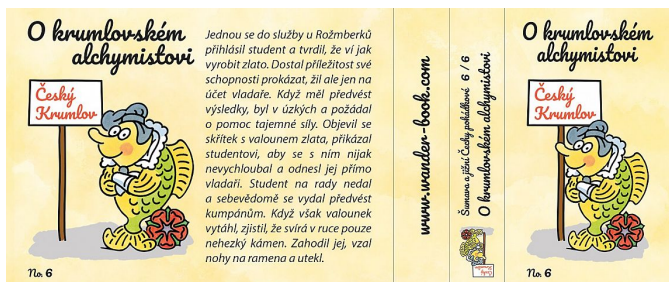 O krumlovském
alchymistovi
Český
Krumlov
No. 6
Jednou se do služby u Rožmberků
přihlásil student a tvrdil, že ví jak
vyrobit zlato. Dostal příležitost své
schopnosti prokázat, žil ale jen na
účet vladaře. Když měl předvést
výsledky, byl v úzkých a požádal
o pomoc tajemné síly. Objevil se
skřítek s valounem zlata, přikázal
studentovi, aby se s ním nijak
nevychloubal a odnesl jej přímo
vladaři. Student na rady nedal
a sebevědomě se vydal předvést
kumpánům. Když však valounek
vytáhl, zjistil, že svírá v ruce pouze
nehezký kámen. Zahodil jej, vzal
nohy na ramena a utekl.
www.wander-book.com
Šumava a jižní Čechy pohádkové 6 / 6
O krumlovském alchymistovi
Český
Krumlov
O krumlovském
alchymistovi
Český
Krumlov
No. 6